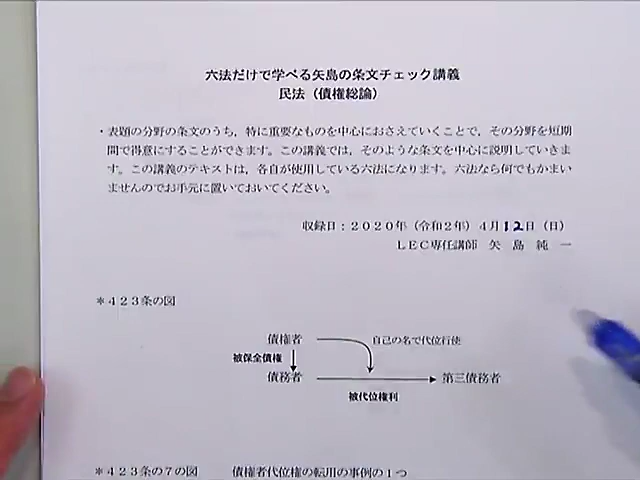 六法だけで学べる矢島の条文チェック講義
民法（債権総論）
・表題の分野の条文のうち，特に重要なものを中心におさえていくことで，その分野を短期
間で得意にすることができます。この講義では，そのような条文を中心に説明していきま
す。この講義のテキストは，各自が使用している六法になります。六法なら何でもかまい
ませんのでお手元に置いておいてください。
収録日：２０２０年（令和２年）４月12日（日）
ＬＥＣ専任講師　矢　島　純　一
＊４２３条の図
債権者　自己の名で代位行使
被保全債権
債務者　第三債務者
被代位権利
＊４２３条の７の図　債権者代位権の転用の事例の１つ